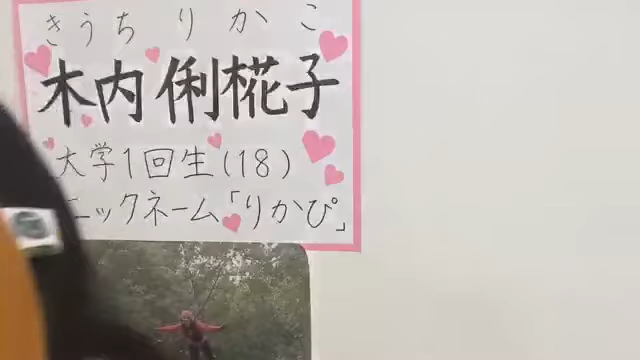 きうち りかこ
木内 俐椛子
大学1回生(18)
ニックネーム「りかぴ」